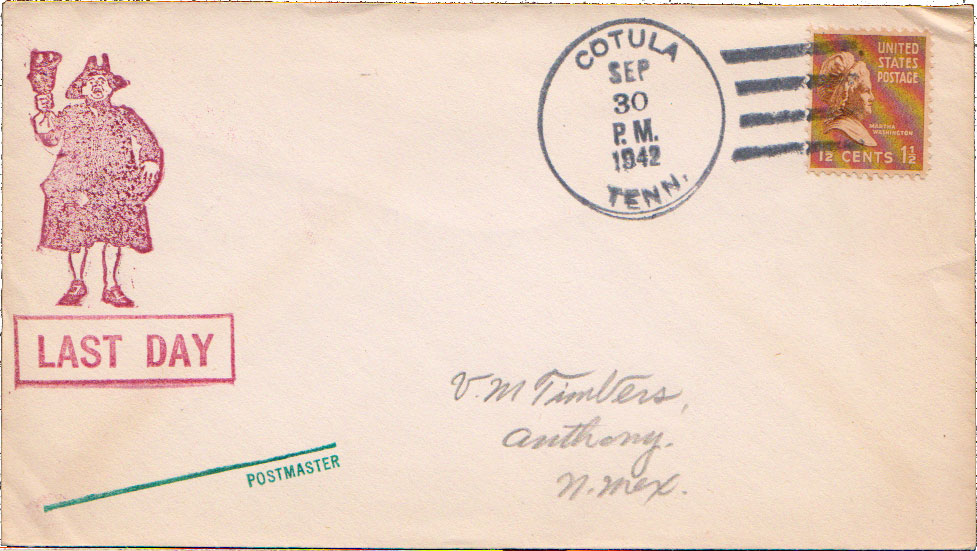 COTULA
SEP
30
P.M.
1942
TENN.
UNITED
STATES
POSTAGE
MARTHA
WASHINGTON
1½ CENTS 1½
LAST DAY
V. M Timbers,
Anthony.
N. Mex.
POSTMASTER